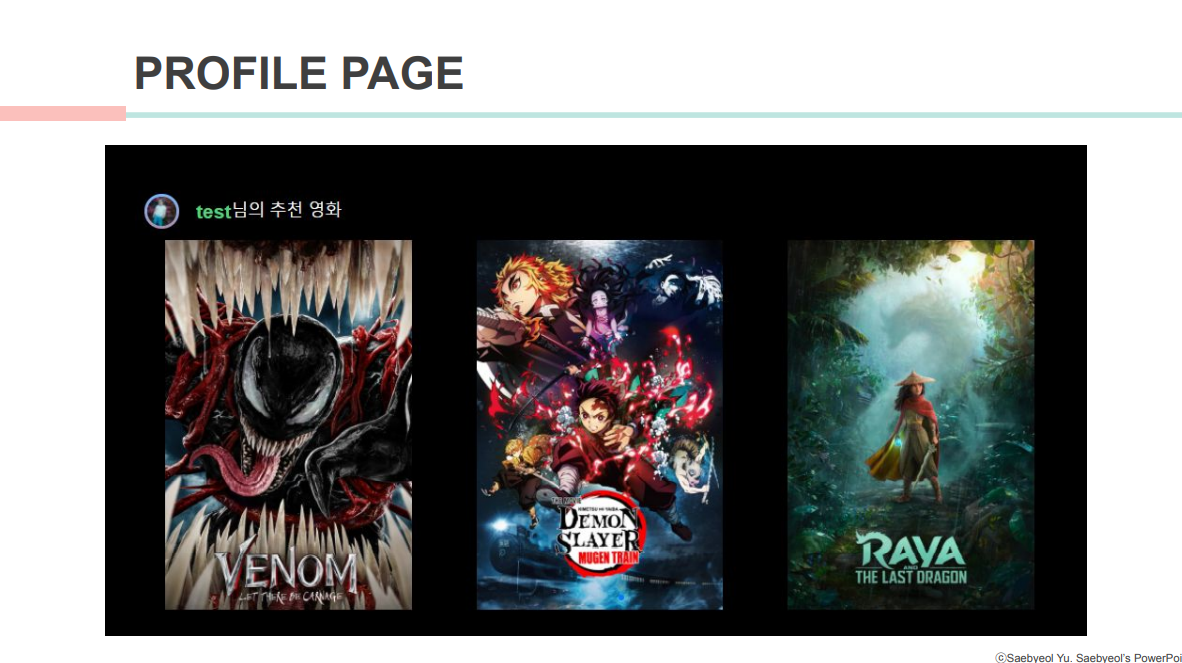 PROFILE PAGE
test님의 추천 영화
VENOM
LET THERE BE CARNAGE
THE MOVIE
KIMETSU NO YAIBA
DEMON
SLAYER
MUGEN TRAIN
RAYA
AND
THE LAST DRAGON
ⓒSaebyeol Yu. Saebyeol's PowerPoi